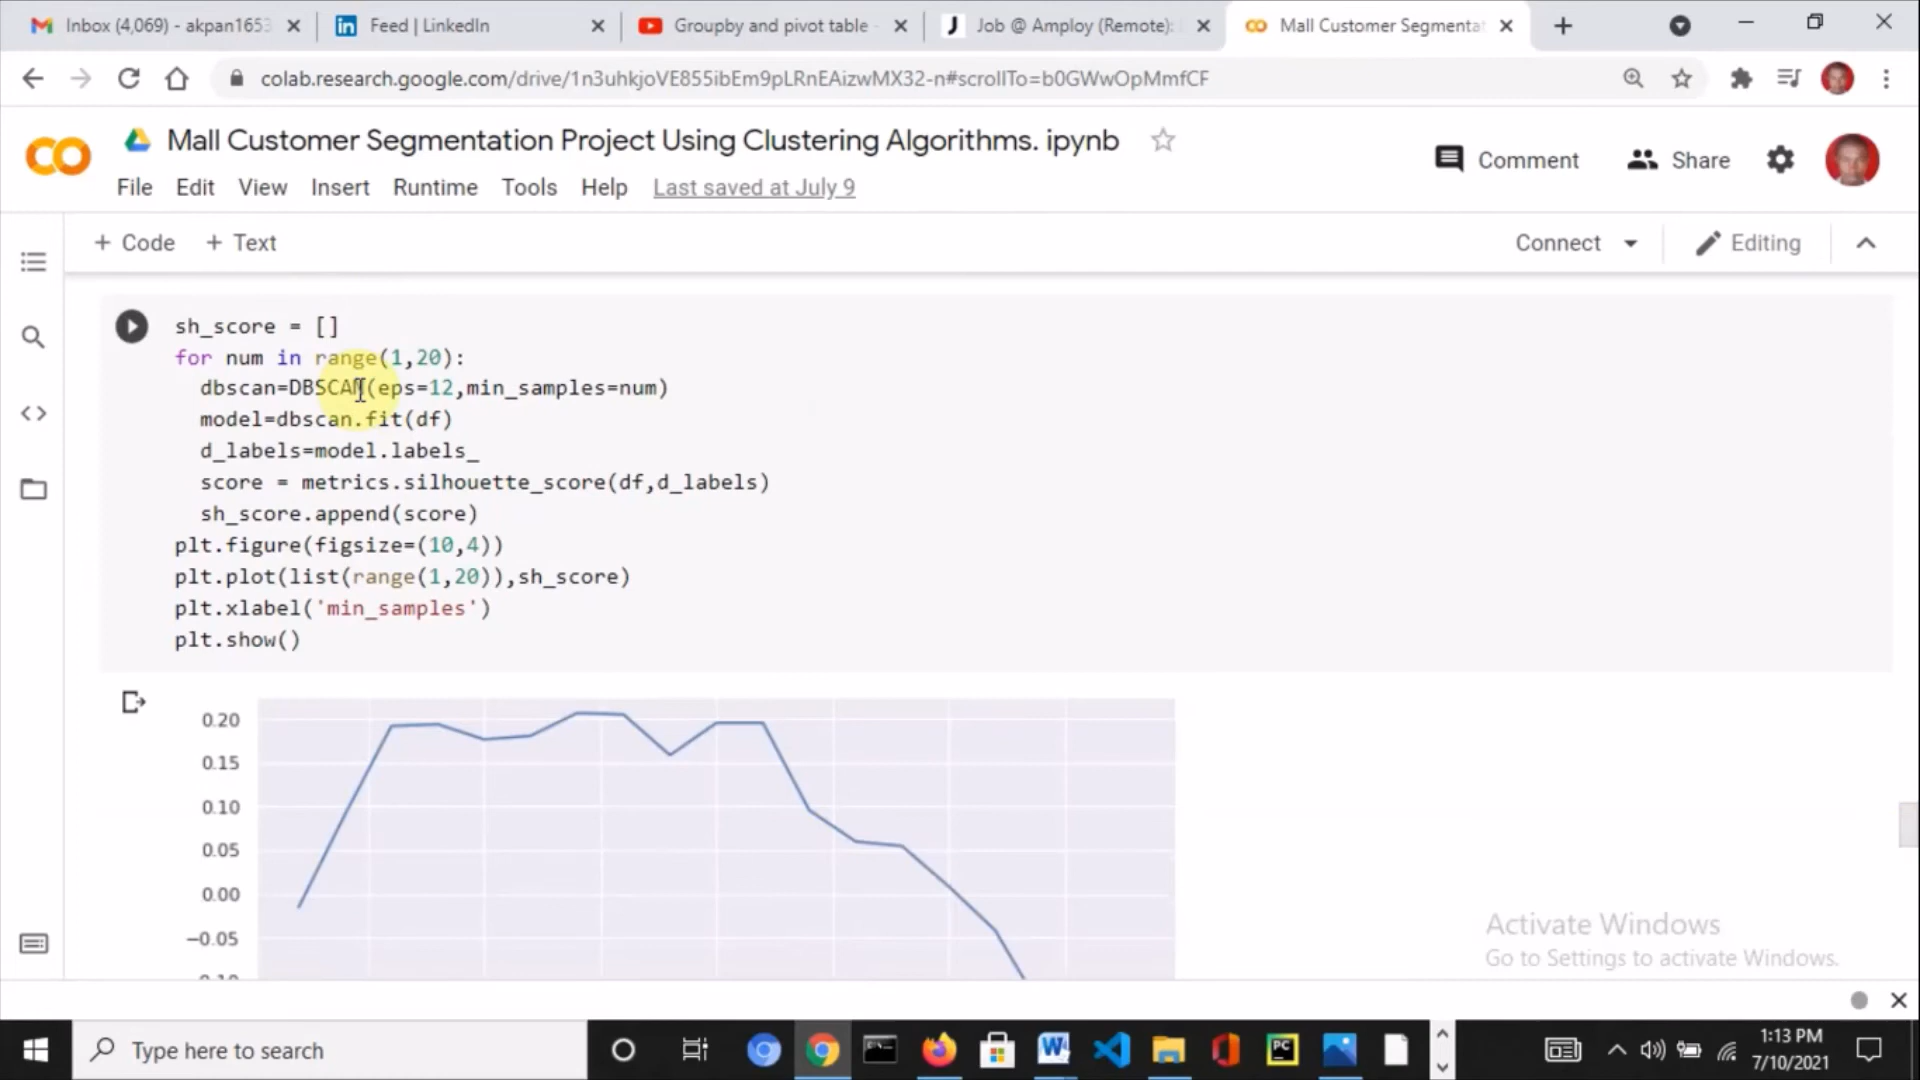 Inbox (4,069) - akpan1653
Feed | LinkedIn
Groupby and pivot table -
Job @ Amploy (Remote):
Mall Customer Segmentat
colab.research.google.com/drive/1n3uhkjoVE855ibEm9pLRnEAizwMX32-n#scrollTo=b0GWwOpMmfCF
Mall Customer Segmentation Project Using Clustering Algorithms. ipynb
Comment
Share
File Edit View Insert Runtime Tools Help Last saved at July 9
+ Code + Text
Connect
Editing
sh_score = []
for num in range(1,20):
dbscan=DBSCAN(eps=12,min_samples=num)
model=dbscan.fit(df)
d_labels=model.labels_
score = metrics.silhouette_score(df,d_labels)
sh_score.append(score)
plt.figure(figsize=(10,4))
plt.plot(list(range(1,20)),sh_score)
plt.xlabel('min_samples')
plt.show()
0.20
0.15
0.10
0.05
0.00
−0.05
Activate Windows
Go to Settings to activate Windows.
Type here to search
1:13 PM
7/10/2021